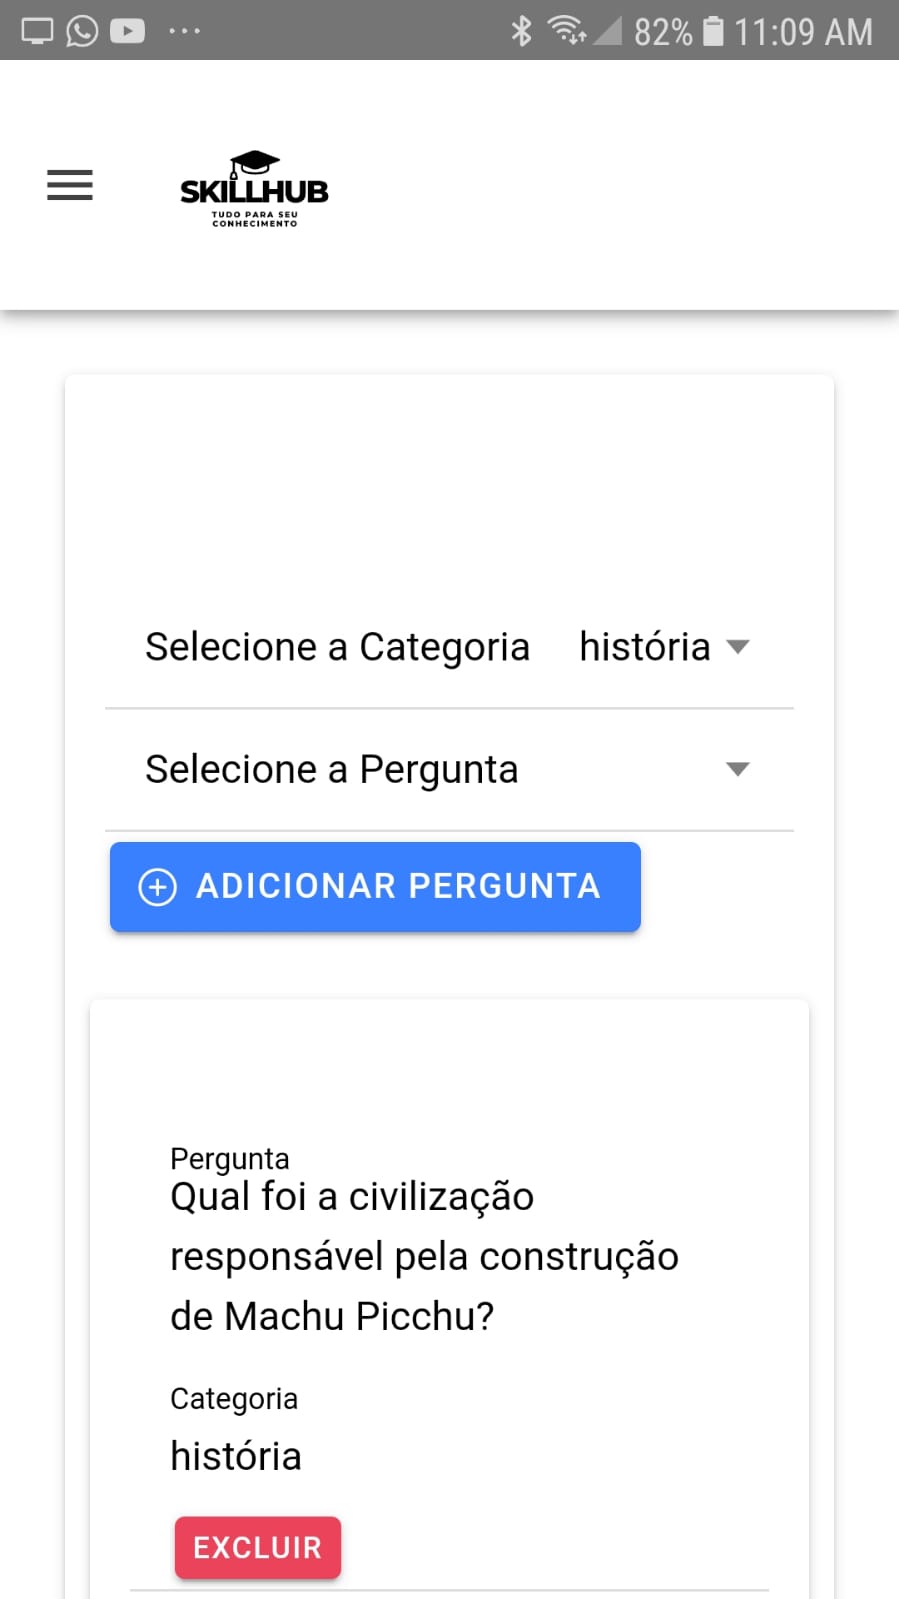 82% 11:09 AM
SKILLHUB
TUDO PARA SEU
CONHECIMENTO
Selecione a Categoria história
Selecione a Pergunta
ADICIONAR PERGUNTA
Pergunta
Qual foi a civilização
responsável pela construção
de Machu Picchu?
Categoria
história
EXCLUIR